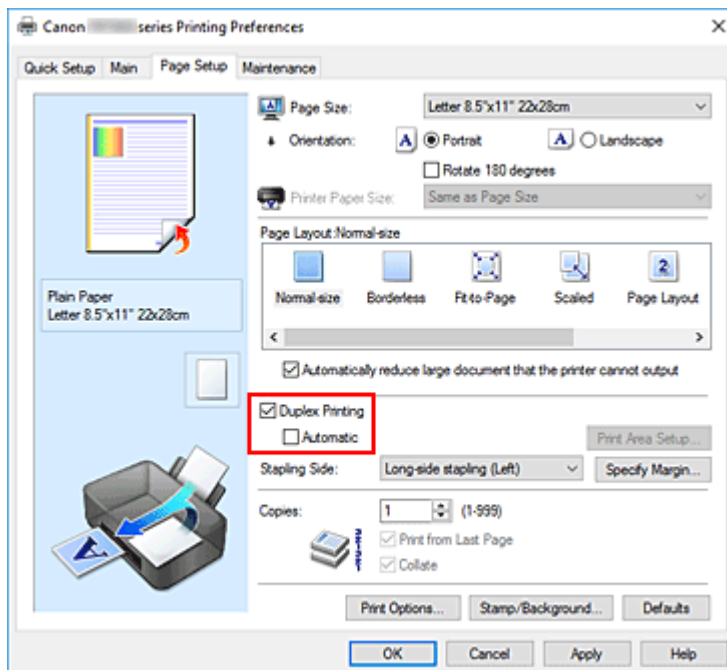 Canon series Printing Preferences
Quick Setup Main Page Setup Maintenance
Page Size: Letter 8.5"x11" 22x28cm
Orientation: A Portrait A Landscape
Rotate 180 degrees
Printer Paper Size: Same as Page Size
Page Layout:Normal-size
Normal-size Borderless Fit-to-Page Scaled Page Layout
Plain Paper
Letter 8.5"x11" 22x28cm
Automatically reduce large document that the printer cannot output
Duplex Printing
Automatic
Print Area Setup...
Stapling Side: Long-side stapling (Left) Specify Margin...
Copies: 1 (1-999)
Print from Last Page
Collate
Print Options... Stamp/Background... Defaults
OK Cancel Apply Help